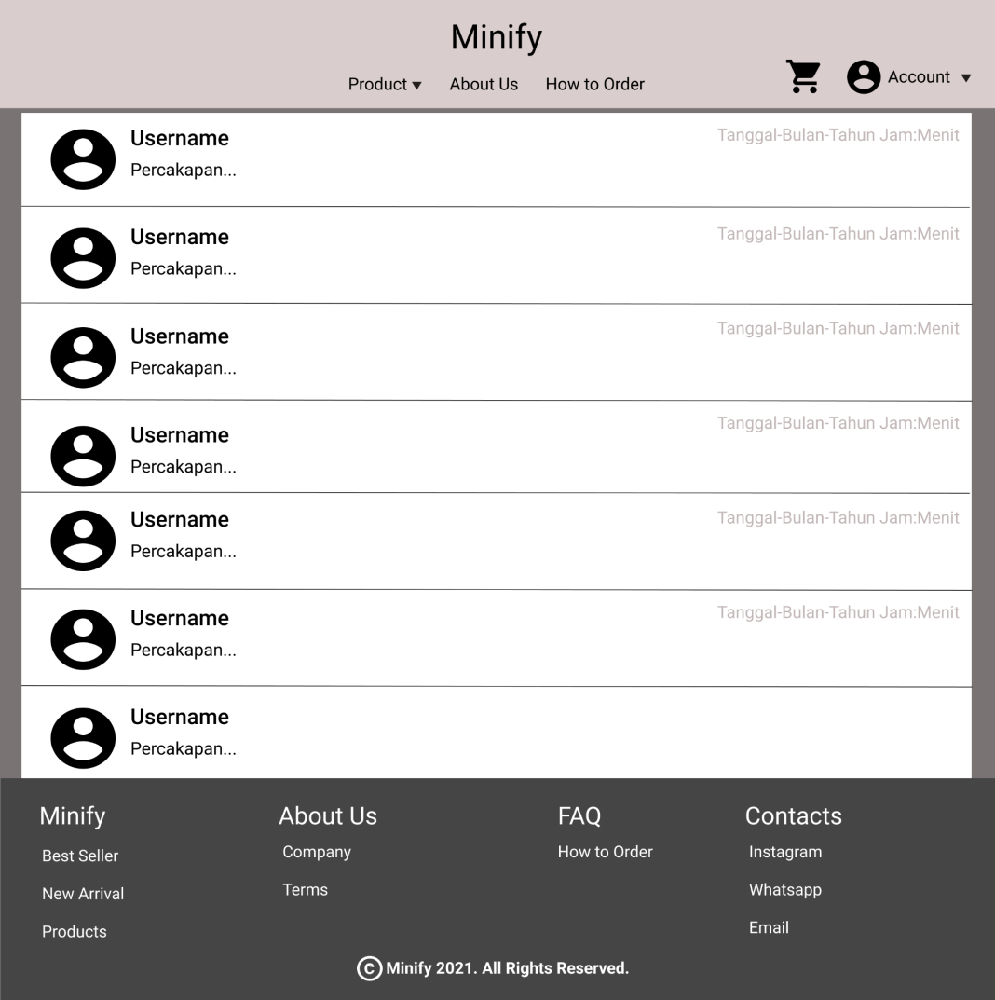 Minify
Product
About Us
How to Order
Account
Username
Tanggal-Bulan-Tahun Jam:Menit
Percakapan...
Username
Tanggal-Bulan-Tahun Jam:Menit
Percakapan...
Username
Tanggal-Bulan-Tahun Jam:Menit
Percakapan...
Username
Tanggal-Bulan-Tahun Jam:Menit
Percakapan...
Username
Tanggal-Bulan-Tahun Jam:Menit
Percakapan...
Username
Tanggal-Bulan-Tahun Jam:Menit
Percakapan...
Username
Percakapan...
Minify
Best Seller
New Arrival
Products
About Us
Company
Terms
FAQ
How to Order
Contacts
Instagram
Whatsapp
Email
© Minify 2021. All Rights Reserved.